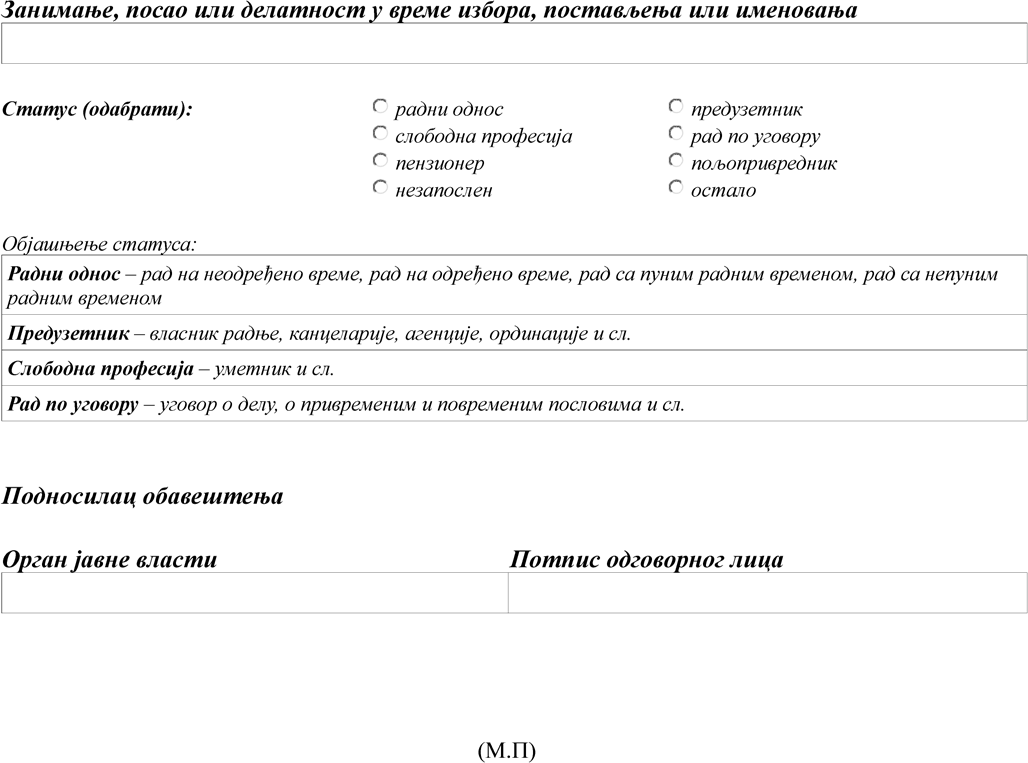 Занимање, посао или делатност у време избора, постављења или именовања
Статус (одабрати):
радни однос
предузетник
слободна професија
рад по уговору
пензионер
пољопривредник
незапослен
остало
Објашњење статуса:
Радни однос – рад на неодређено време, рад на одређено време, рад са пуним радним временом, рад са непуним
радним временом
Предузетник – власник радње, канцеларије, агенције, ординације и сл.
Слободна професија – уметник и сл.
Рад по уговору – уговор о делу, о привременим и повременим пословима и сл.
Подносилац обавештења
Орган јавне власти
Потпис одговорног лица
(М.П)